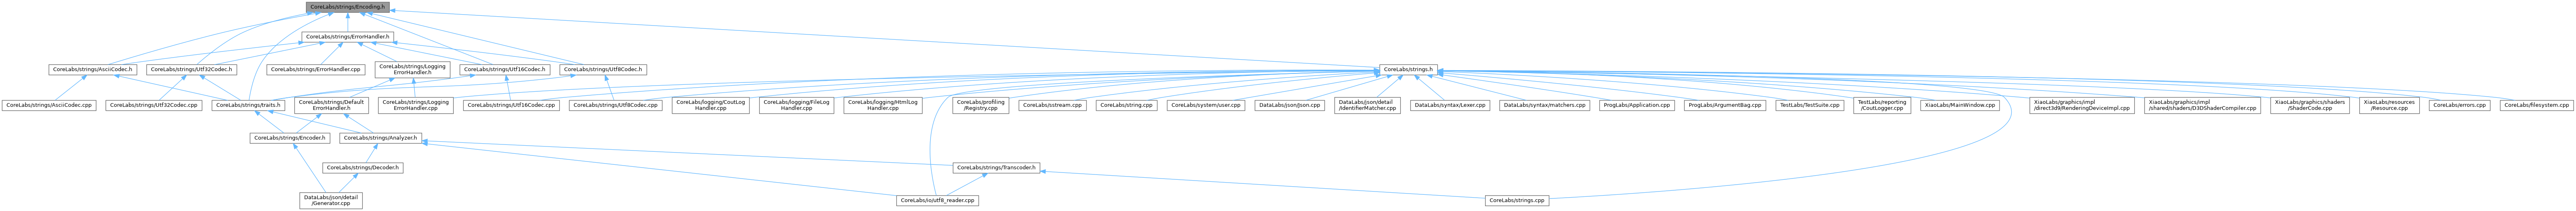 CoreLabs/strings/Encoding.h
CoreLabs/strings/ErrorHandler.h
CoreLabs/strings/AsciiCodec.h
CoreLabs/strings/Utf32Codec.h
CoreLabs/strings/ErrorHandler.cpp
CoreLabs/strings/Logging
ErrorHandler.h
CoreLabs/strings/Utf16Codec.h
CoreLabs/strings/Utf8Codec.h
CoreLabs/strings.h
CoreLabs/strings/AsciiCodec.cpp
CoreLabs/strings/Utf32Codec.cpp
CoreLabs/strings/traits.h
CoreLabs/strings/Default
ErrorHandler.h
CoreLabs/strings/Logging
ErrorHandler.cpp
CoreLabs/strings/Utf16Codec.cpp
CoreLabs/strings/Utf8Codec.cpp
CoreLabs/logging/CoutLog
Handler.cpp
CoreLabs/logging/FileLog
Handler.cpp
CoreLabs/logging/HtmlLog
Handler.cpp
CoreLabs/profiling
/Registry.cpp
CoreLabs/stream.cpp
CoreLabs/string.cpp
CoreLabs/system/user.cpp
DataLabs/json/Json.cpp
DataLabs/json/detail
/IdentifierMatcher.cpp
DataLabs/syntax/Lexer.cpp
DataLabs/syntax/matchers.cpp
ProgLabs/Application.cpp
ProgLabs/ArgumentBag.cpp
TestLabs/TestSuite.cpp
TestLabs/reporting
/CoutLogger.cpp
XiaoLabs/MainWindow.cpp
XiaoLabs/graphics/impl
/direct3d9/RenderingDeviceImpl.cpp
XiaoLabs/graphics/impl
/shared/shaders/D3DShaderCompiler.cpp
XiaoLabs/graphics/shaders
/ShaderCode.cpp
XiaoLabs/resources
/Resource.cpp
CoreLabs/errors.cpp
CoreLabs/filesystem.cpp
CoreLabs/strings/Encoder.h
CoreLabs/strings/Analyzer.h
CoreLabs/strings/Decoder.h
CoreLabs/strings/Transcoder.h
DataLabs/json/detail
/Generator.cpp
CoreLabs/io/utf8_reader.cpp
CoreLabs/strings.cpp